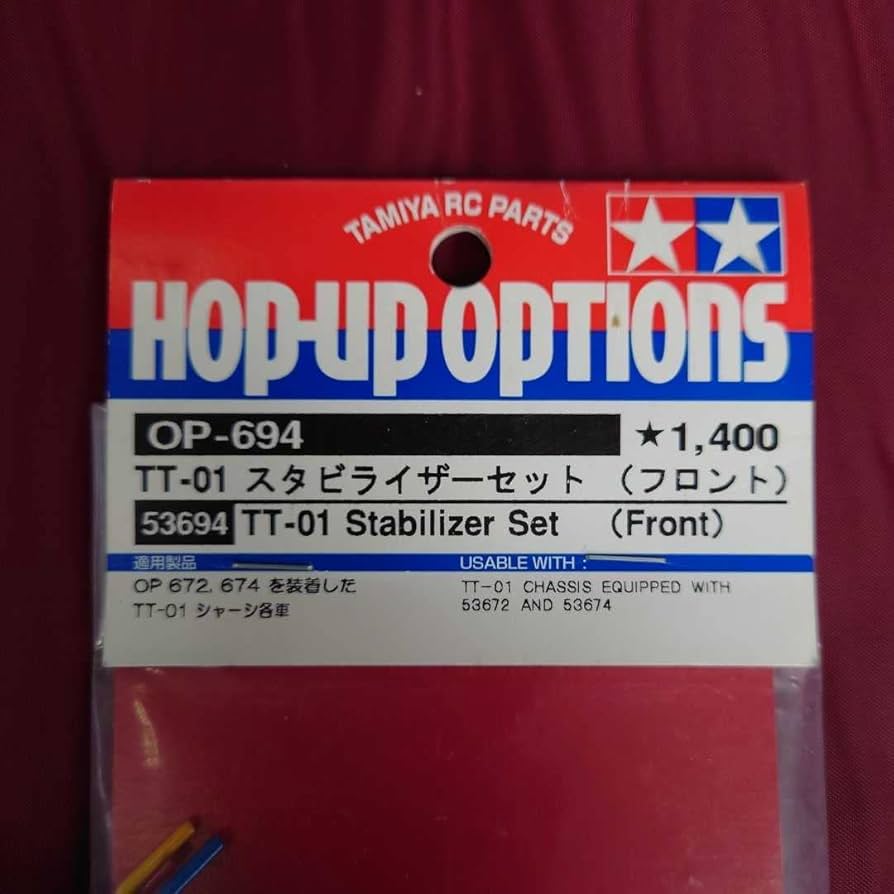 TAMIYA RC PARTS
HOP-UP OPTIONS
OP-694 ★1,400
TT-01 スタビライザーセット (フロント)
53694 TT-01 Stabilizer Set (Front)
適用製品
OP 672, 674 を装着した
TT-01 シャーシ各車
USABLE WITH :
TT-01 CHASSIS EQUIPPED WITH
53672 AND 53674